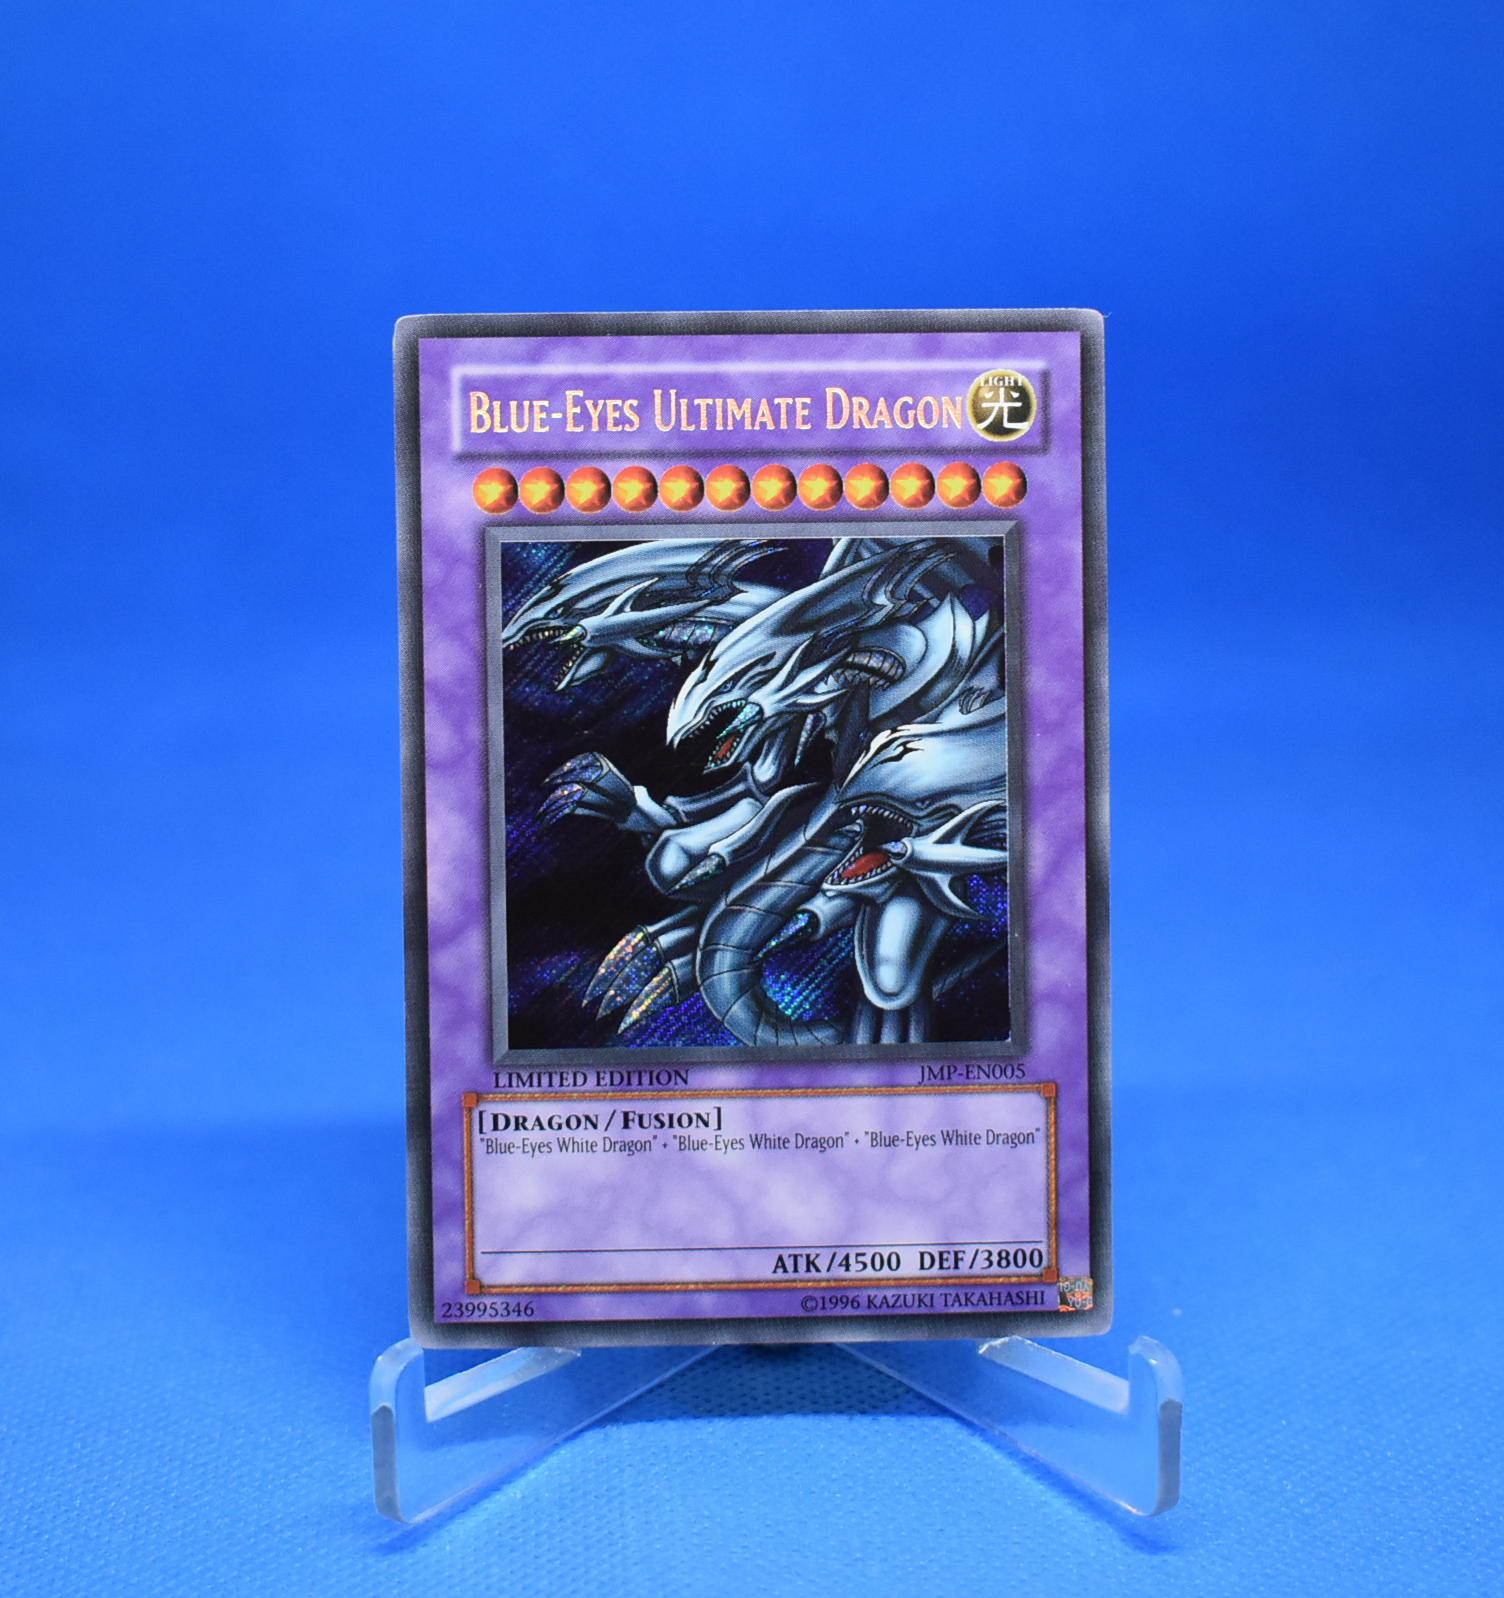 BLUE-EYES ULTIMATE DRAGON
LIGHT
光
LIMITED EDITION
JMP-EN005
[DRAGON/FUSION]
"Blue-Eyes White Dragon" + "Blue-Eyes White Dragon" + "Blue-Eyes White Dragon"
ATK/4500 DEF/3800
23995346
©1996 KAZUKI TAKAHASHI